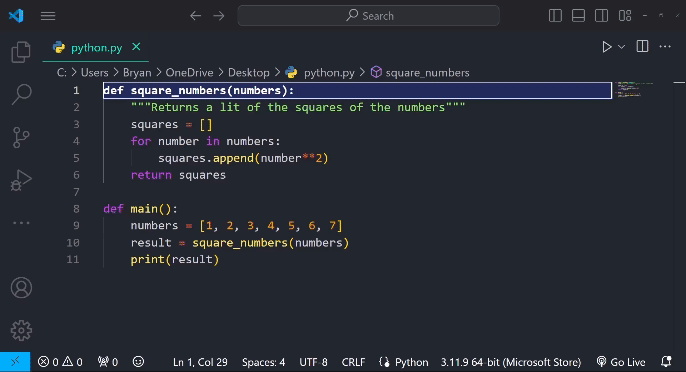 Search
python.py
C: > Users > Bryan > OneDrive > Desktop > python.py > square_numbers
1 def square_numbers(numbers):
2     """Returns a lit of the squares of the numbers"""
3     squares = []
4     for number in numbers:
5         squares.append(number**2)
6     return squares
7
8 def main():
9     numbers = [1, 2, 3, 4, 5, 6, 7]
10     result = square_numbers(numbers)
11     print(result)
0 0 0 Ln 1, Col 29 Spaces: 4 UTF-8 CRLF Python 3.11.9 64-bit (Microsoft Store) Go Live